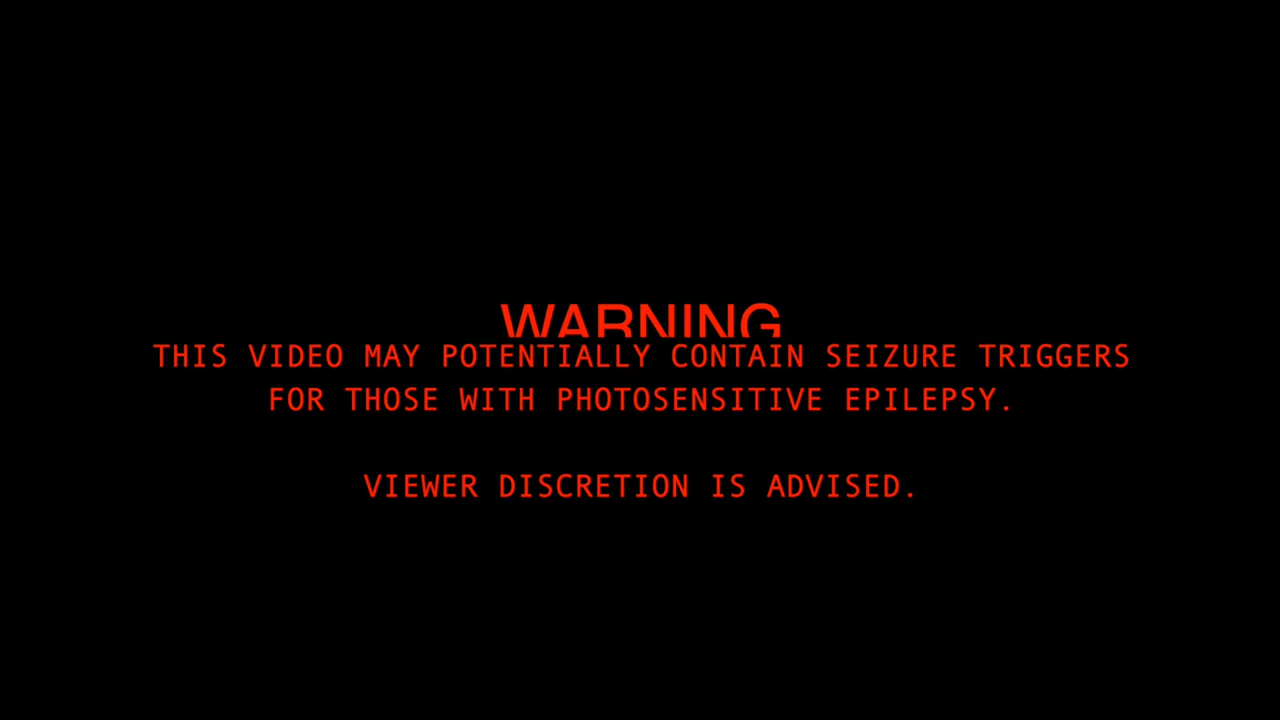 WARNING
THIS VIDEO MAY POTENTIALLY CONTAIN SEIZURE TRIGGERS
FOR THOSE WITH PHOTOSENSITIVE EPILEPSY.
VIEWER DISCRETION IS ADVISED.